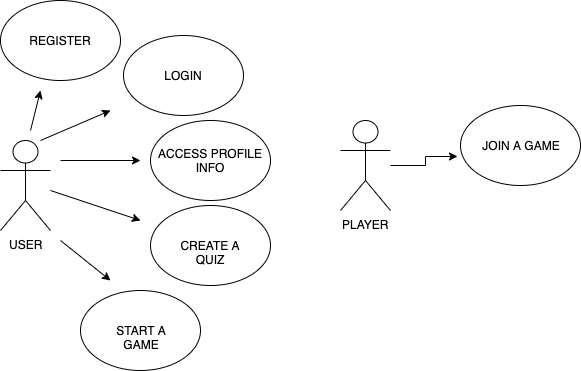 REGISTER
LOGIN
ACCESS PROFILE
INFO
JOIN A GAME
PLAYER
USER
CREATE A
QUIZ
START A
GAME